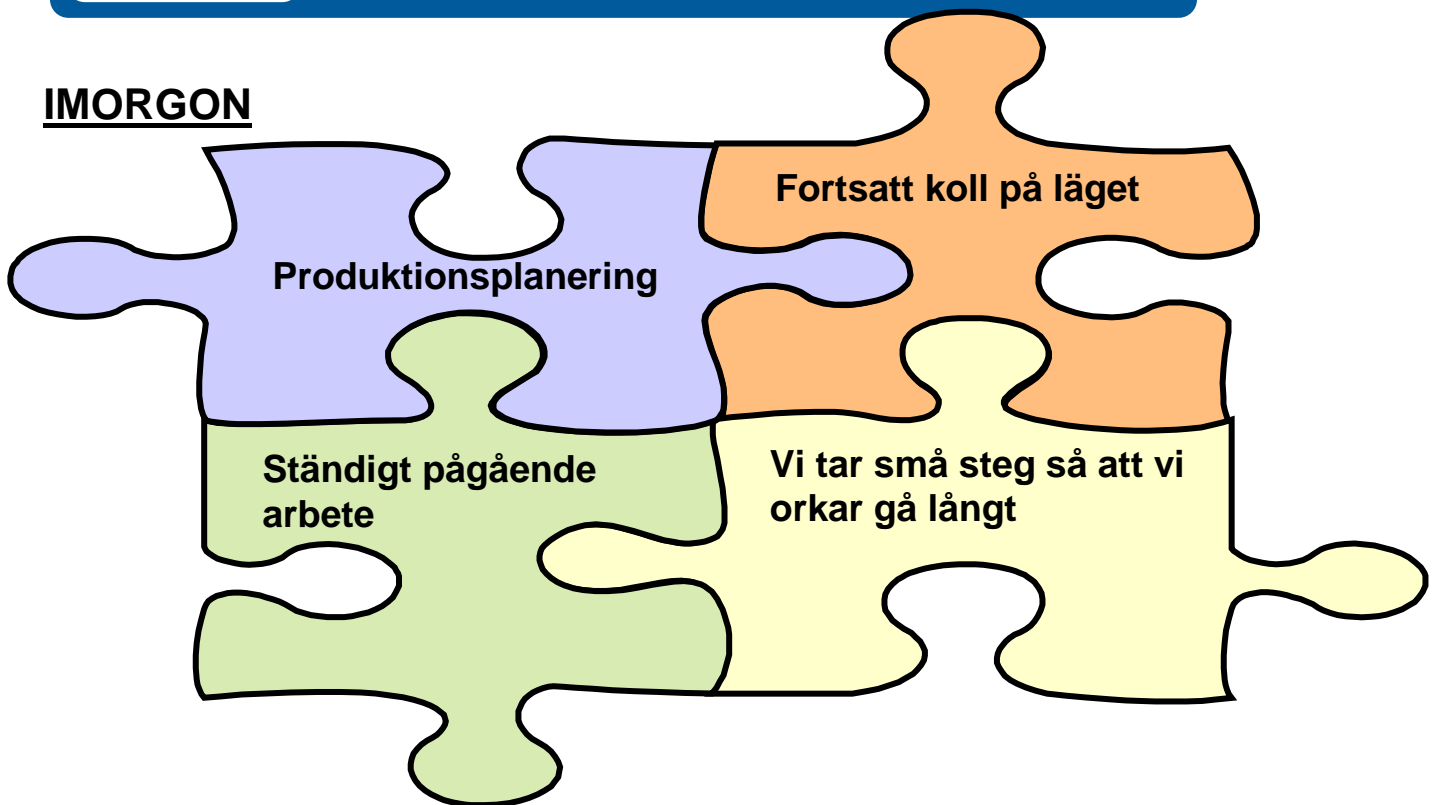 IMORGON
Fortsatt koll på läget
Produktionsplanering
Ständigt pågående
arbete
Vi tar små steg så att vi
orkar gå långt